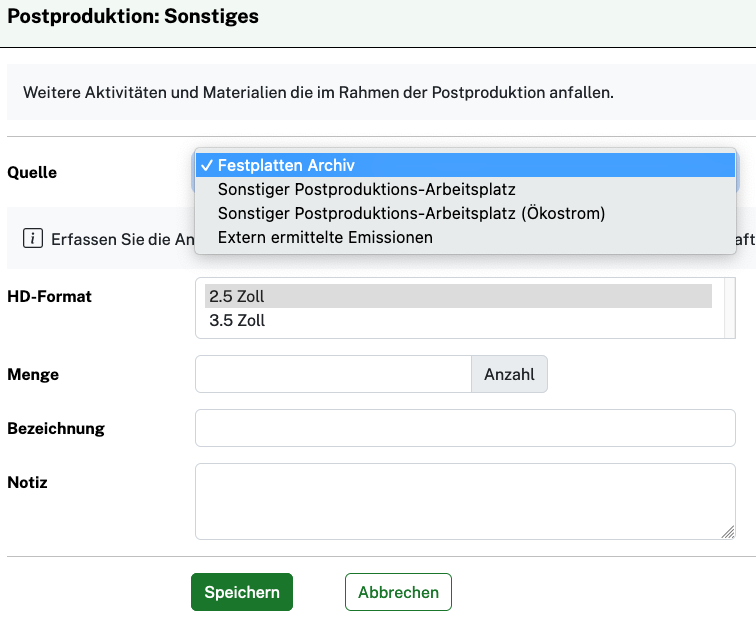 Postproduktion: Sonstiges
Weitere Aktivitäten und Materialien die im Rahmen der Postproduktion anfallen.
Quelle
✓ Festplatten Archiv
Sonstiger Postproduktions-Arbeitsplatz
Sonstiger Postproduktions-Arbeitsplatz (Ökostrom)
Extern ermittelte Emissionen
i Erfassen Sie die An
aft
HD-Format
2.5 Zoll
3.5 Zoll
Menge
Anzahl
Bezeichnung
Notiz
Speichern Abbrechen